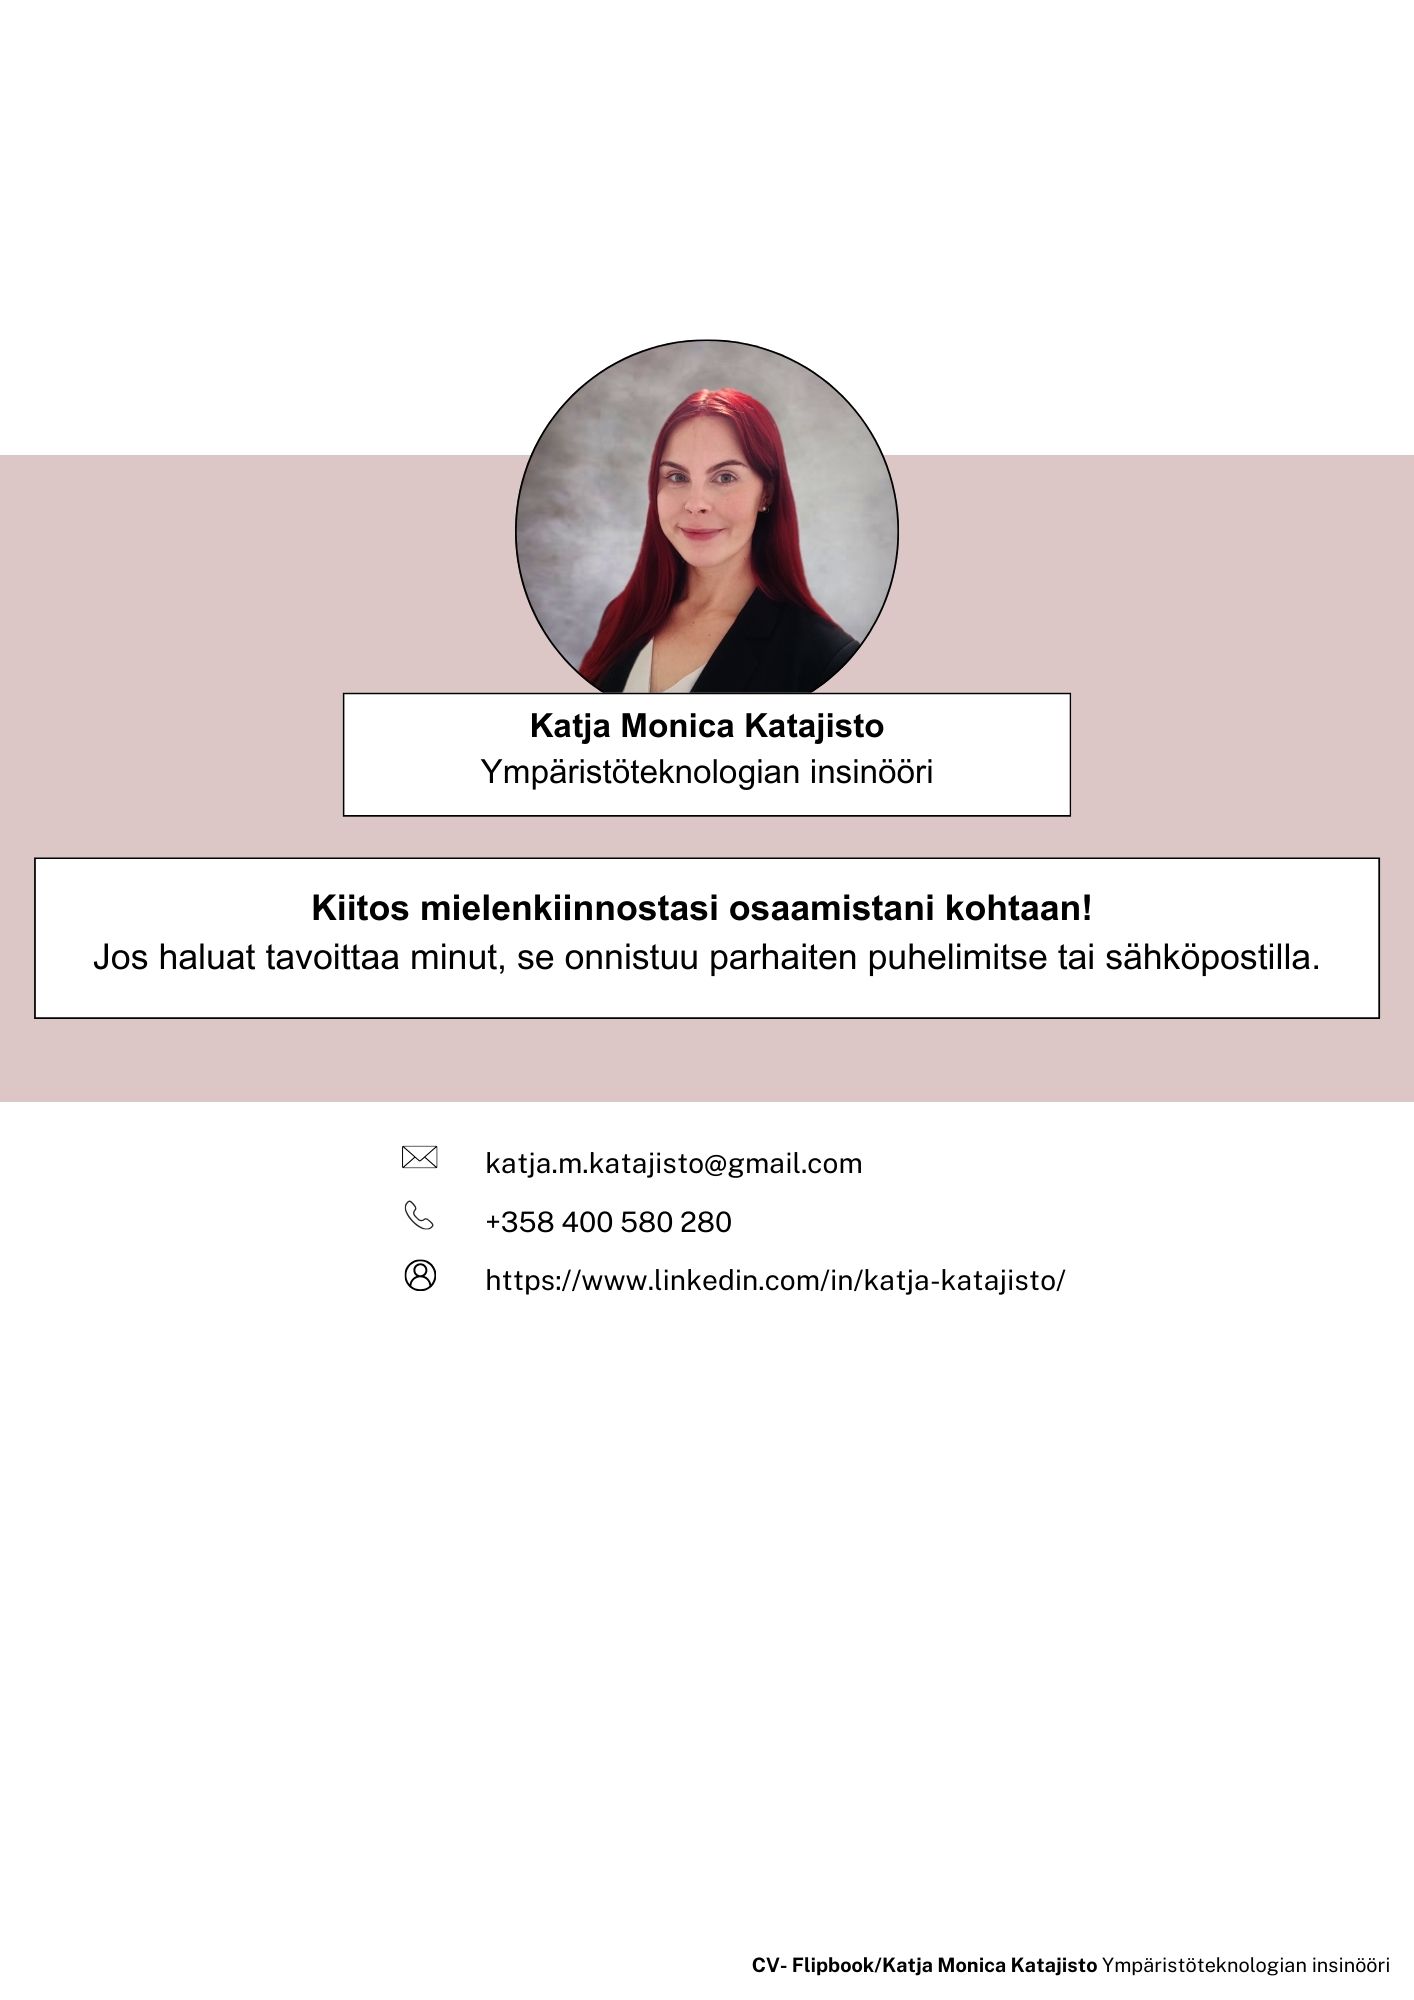 Katja Monica Katajisto
Ympäristöteknologian insinööri
Kiitos mielenkiinnostasi osaamistani kohtaan!
Jos haluat tavoittaa minut, se onnistuu parhaiten puhelimitse tai sähköpostilla.
katja.m.katajisto@gmail.com
+358 400 580 280
https://www.linkedin.com/in/katja-katajisto/
CV- Flipbook/Katja Monica Katajisto Ympäristöteknologian insinööri